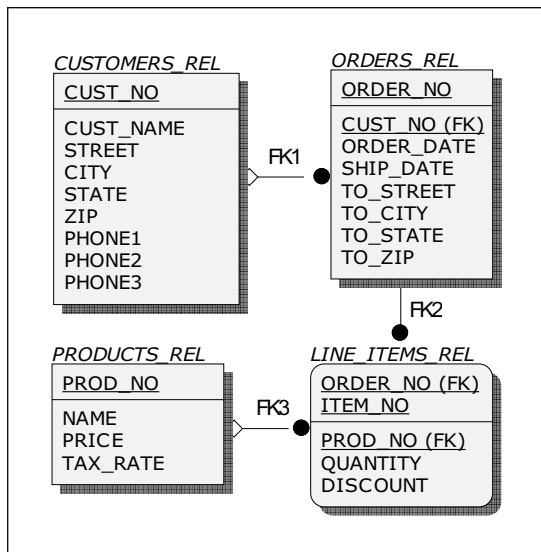 CUSTOMERS_REL
CUST_NO
CUST_NAME
STREET
CITY
STATE
ZIP
PHONE1
PHONE2
PHONE3
FK1
ORDERS_REL
ORDER_NO
CUST_NO (FK)
ORDER_DATE
SHIP_DATE
TO_STREET
TO_CITY
TO_STATE
TO_ZIP
FK2
PRODUCTS_REL
PROD_NO
NAME
PRICE
TAX_RATE
FK3
LINE_ITEMS_REL
ORDER_NO (FK)
ITEM_NO
PROD_NO (FK)
QUANTITY
DISCOUNT